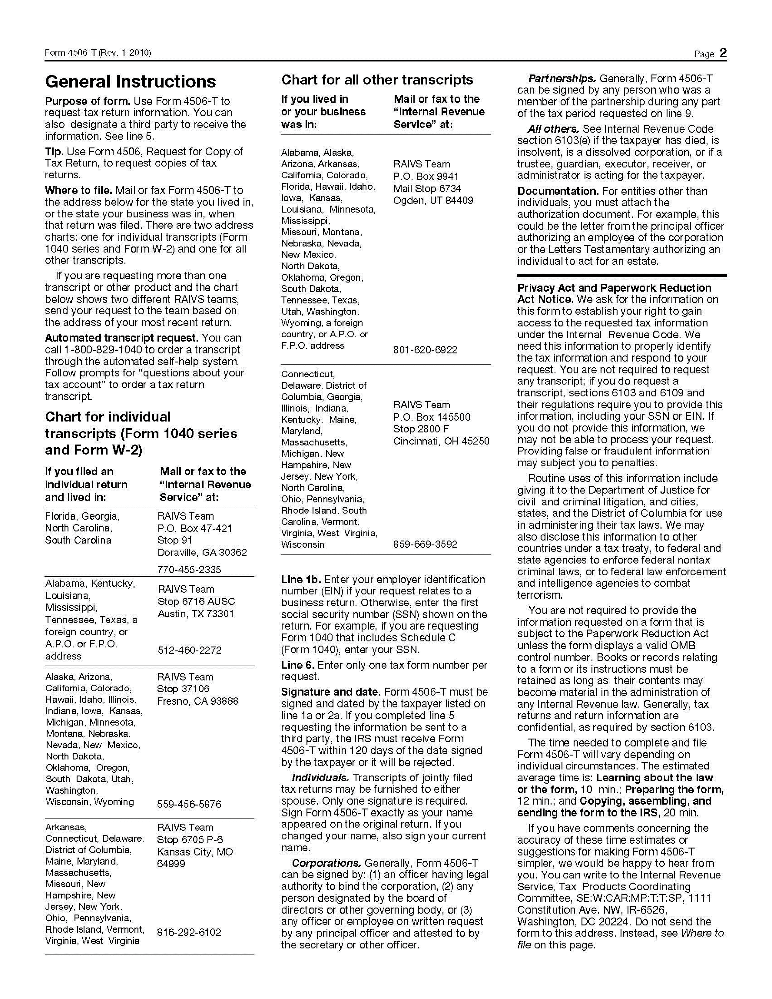 Form 4506-T (Rev. 1-2010)
Page 2
General Instructions
Purpose of form. Use Form 4506-T to
request tax return information. You can
also designate a third party to receive the
information. See line 5.
Tip. Use Form 4506, Request for Copy of
Tax Return, to request copies of tax
returns.
Where to file. Mail or fax Form 4506-T to
the address below for the state you lived in,
or the state your business was in, when
that return was filed. There are two address
charts: one for individual transcripts (Form
1040 series and Form W-2) and one for all
other transcripts.
If you are requesting more than one
transcript or other product and the chart
below shows two different RAIVS teams,
send your request to the team based on
the address of your most recent return.
Automated transcript request. You can
call 1-800-829-1040 to order a transcript
through the automated self-help system.
Follow prompts for “questions about your
tax account” to order a tax return
transcript.
Chart for individual
transcripts (Form 1040 series
and Form W-2)
If you filed an
individual return
and lived in:
Mail or fax to the
“Internal Revenue
Service” at:
Florida, Georgia,
North Carolina,
South Carolina
RAIVS Team
P.O. Box 47-421
Stop 91
Doraville, GA 30362
770-455-2335
Alabama, Kentucky,
Louisiana,
Mississippi,
Tennessee, Texas, a
foreign country, or
A.P.O. or F.P.O.
address
RAIVS Team
Stop 6716 AUSC
Austin, TX 73301
512-460-2272
Alaska, Arizona,
California, Colorado,
Hawaii, Idaho, Illinois,
Indiana, Iowa, Kansas,
Michigan, Minnesota,
Montana, Nebraska,
Nevada, New Mexico,
North Dakota,
Oklahoma, Oregon,
South Dakota, Utah,
Washington,
Wisconsin, Wyoming
RAIVS Team
Stop 37106
Fresno, CA 93888
559-456-5876
Arkansas,
Connecticut, Delaware,
District of Columbia,
Maine, Maryland,
Massachusetts,
Missouri, New
Hampshire, New
Jersey, New York,
Ohio, Pennsylvania,
Rhode Island, Vermont,
Virginia, West Virginia
RAIVS Team
Stop 6705 P-6
Kansas City, MO
64999
816-292-6102
Chart for all other transcripts
If you lived in
or your business
was in:
Mail or fax to the
“Internal Revenue
Service” at:
Alabama, Alaska,
Arizona, Arkansas,
California, Colorado,
Florida, Hawaii, Idaho,
Iowa, Kansas,
Louisiana, Minnesota,
Mississippi,
Missouri, Montana,
Nebraska, Nevada,
New Mexico,
North Dakota,
Oklahoma, Oregon,
South Dakota,
Tennessee, Texas,
Utah, Washington,
Wyoming, a foreign
country, or A.P.O. or
F.P.O. address
RAIVS Team
P.O. Box 9941
Mail Stop 6734
Ogden, UT 84409
801-620-6922
Connecticut,
Delaware, District of
Columbia, Georgia,
Illinois, Indiana,
Kentucky, Maine,
Maryland,
Massachusetts,
Michigan, New
Hampshire, New
Jersey, New York,
North Carolina,
Ohio, Pennsylvania,
Rhode Island, South
Carolina, Vermont,
Virginia, West Virginia,
Wisconsin
RAIVS Team
P.O. Box 145500
Stop 2800 F
Cincinnati, OH 45250
859-669-3592
Line 1b. Enter your employer identification
number (EIN) if your request relates to a
business return. Otherwise, enter the first
social security number (SSN) shown on the
return. For example, if you are requesting
Form 1040 that includes Schedule C
(Form 1040), enter your SSN.
Line 6. Enter only one tax form number per
request.
Signature and date. Form 4506-T must be
signed and dated by the taxpayer listed on
line 1a or 2a. If you completed line 5
requesting the information be sent to a
third party, the IRS must receive Form
4506-T within 120 days of the date signed
by the taxpayer or it will be rejected.
Individuals. Transcripts of jointly filed
tax returns may be furnished to either
spouse. Only one signature is required.
Sign Form 4506-T exactly as your name
appeared on the original return. If you
changed your name, also sign your current
name.
Corporations. Generally, Form 4506-T
can be signed by: (1) an officer having legal
authority to bind the corporation, (2) any
person designated by the board of
directors or other governing body, or (3)
any officer or employee on written request
by any principal officer and attested to by
the secretary or other officer.
Partnerships. Generally, Form 4506-T
can be signed by any person who was a
member of the partnership during any part
of the tax period requested on line 9.
All others. See Internal Revenue Code
section 6103(e) if the taxpayer has died, is
insolvent, is a dissolved corporation, or if a
trustee, guardian, executor, receiver, or
administrator is acting for the taxpayer.
Documentation. For entities other than
individuals, you must attach the
authorization document. For example, this
could be the letter from the principal officer
authorizing an employee of the corporation
or the Letters Testamentary authorizing an
individual to act for an estate.
Privacy Act and Paperwork Reduction
Act Notice. We ask for the information on
this form to establish your right to gain
access to the requested tax information
under the Internal Revenue Code. We
need this information to properly identify
the tax information and respond to your
request. You are not required to request
any transcript; if you do request a
transcript, sections 6103 and 6109 and
their regulations require you to provide this
information, including your SSN or EIN. If
you do not provide this information, we
may not be able to process your request.
Providing false or fraudulent information
may subject you to penalties.
Routine uses of this information include
giving it to the Department of Justice for
civil and criminal litigation, and cities,
states, and the District of Columbia for use
in administering their tax laws. We may
also disclose this information to other
countries under a tax treaty, to federal and
state agencies to enforce federal nontax
criminal laws, or to federal law enforcement
and intelligence agencies to combat
terrorism.
You are not required to provide the
information requested on a form that is
subject to the Paperwork Reduction Act
unless the form displays a valid OMB
control number. Books or records relating
to a form or its instructions must be
retained as long as their contents may
become material in the administration of
any Internal Revenue law. Generally, tax
returns and return information are
confidential, as required by section 6103.
The time needed to complete and file
Form 4506-T will vary depending on
individual circumstances. The estimated
average time is: Learning about the law
or the form, 10 min.; Preparing the form,
12 min.; and Copying, assembling, and
sending the form to the IRS, 20 min.
If you have comments concerning the
accuracy of these time estimates or
suggestions for making Form 4506-T
simpler, we would be happy to hear from
you. You can write to the Internal Revenue
Service, Tax Products Coordinating
Committee, SE:W:CAR:MP:T:T:SP, 1111
Constitution Ave. NW, IR-6526,
Washington, DC 20224. Do not send the
form to this address. Instead, see Where to
file on this page.